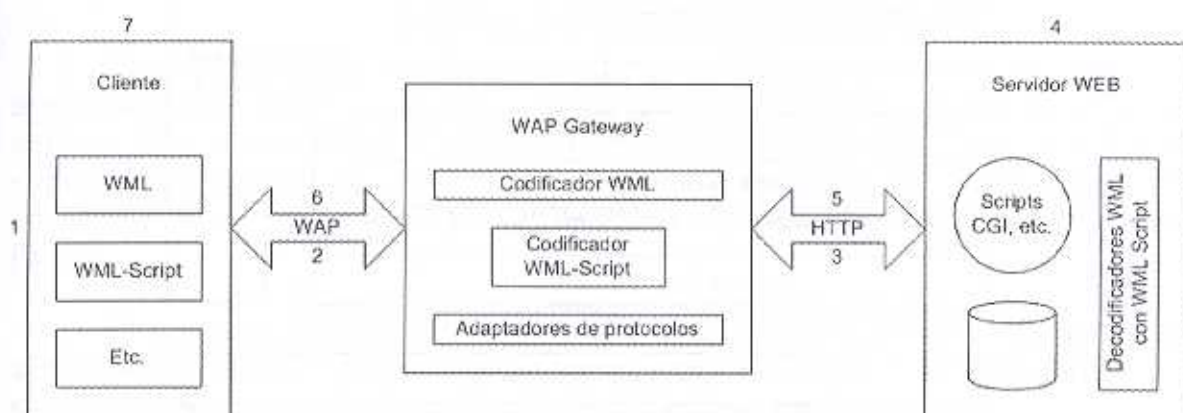 7
4
Cliente
Servidor WEB
WAP Gateway
WML
Codificador WML
6
5
1
WAP
HTTP
Scripts
CGI, etc.
2
3
Codificador
WML-Script
WML-Script
Adaptadores de protocolos
Etc.
Decodificadores WML
con WML Script